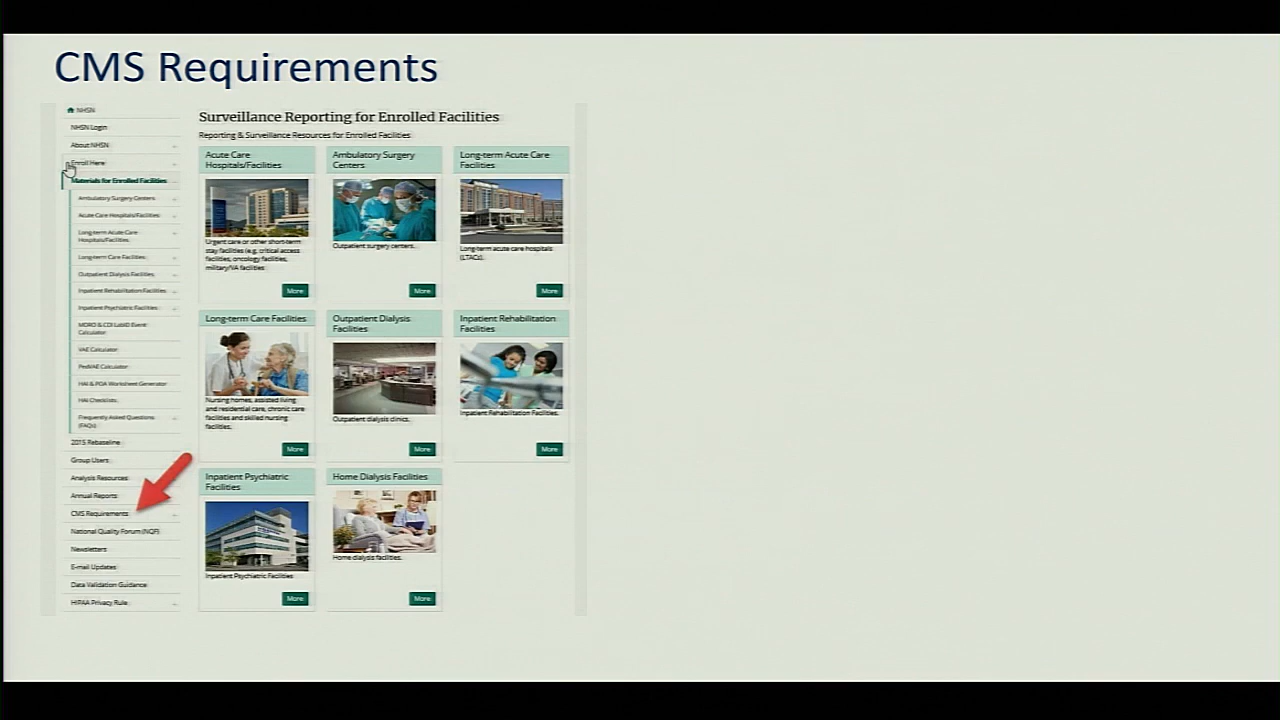 CMS Requirements
NHSN
NHSN Login
About NHSN
Enroll Here
Materials for Enrolled Facilities
Ambulatory Surgery Centers
Acute Care Hospitals/Facilities
Long-term Acute Care
Hospitals/Facilities
Long-term Care Facilities
Outpatient Dialysis Facilities
Inpatient Rehabilitation Facilities
Inpatient Psychiatric Facilities
MDRO & CDI LabID Event
Calculator
VAE Calculator
PedVAE Calculator
HAI & POA Worksheet Generator
HAI Checklists
Frequently Asked Questions
(FAQs)
2015 Rebaseline
Group Users
Analysis Resources
Annual Reports
CMS Requirements
National Quality Forum (NQF)
Newsletters
E-mail Updates
Data Validation Guidance
HIPAA Privacy Rule
Surveillance Reporting for Enrolled Facilities
Reporting & Surveillance Resources for Enrolled Facilities
Acute Care
Hospitals/Facilities
Urgent care or other short-term
stay facilities (e.g. critical access
facilities, oncology facilities,
military/VA facilities
More
Ambulatory Surgery
Centers
Outpatient surgery centers.
More
Long-term Acute Care
Facilities
Long-term acute care hospitals
(LTACs).
More
Long-term Care Facilities
Nursing homes, assisted living
and residential care, chronic care
facilities and skilled nursing
facilities.
More
Outpatient Dialysis
Facilities
Outpatient dialysis clinics.
More
Inpatient Rehabilitation
Facilities
Inpatient Rehabilitation Facilities.
More
Inpatient Psychiatric
Facilities
Inpatient Psychiatric Facilities
More
Home Dialysis Facilities
Home dialysis facilities.
More